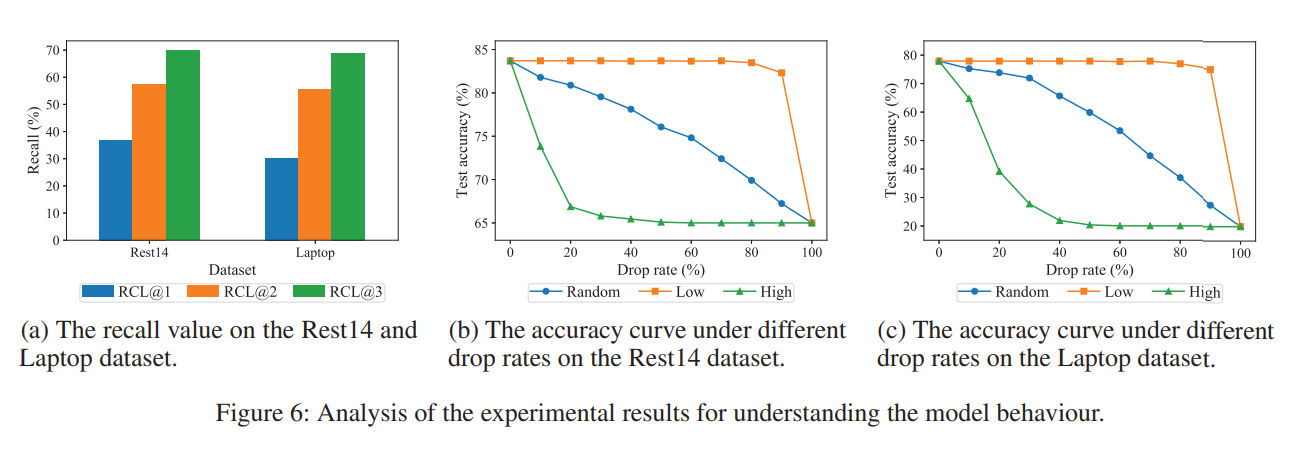 70
60
50
40
30
20
10
0
Recall (%)
Rest14
Laptop
Dataset
RCL@1
RCL@2
RCL@3
(a) The recall value on the Rest14 and
Laptop dataset.
85
80
75
70
65
Test accuracy (%)
0
20
40
60
80
100
Drop rate (%)
Random
Low
High
(b) The accuracy curve under different
drop rates on the Rest14 dataset.
80
70
60
50
40
30
20
Test accuracy (%)
0
20
40
60
80
100
Drop rate (%)
Random
Low
High
(c) The accuracy curve under different
drop rates on the Laptop dataset.
Figure 6: Analysis of the experimental results for understanding the model behaviour.